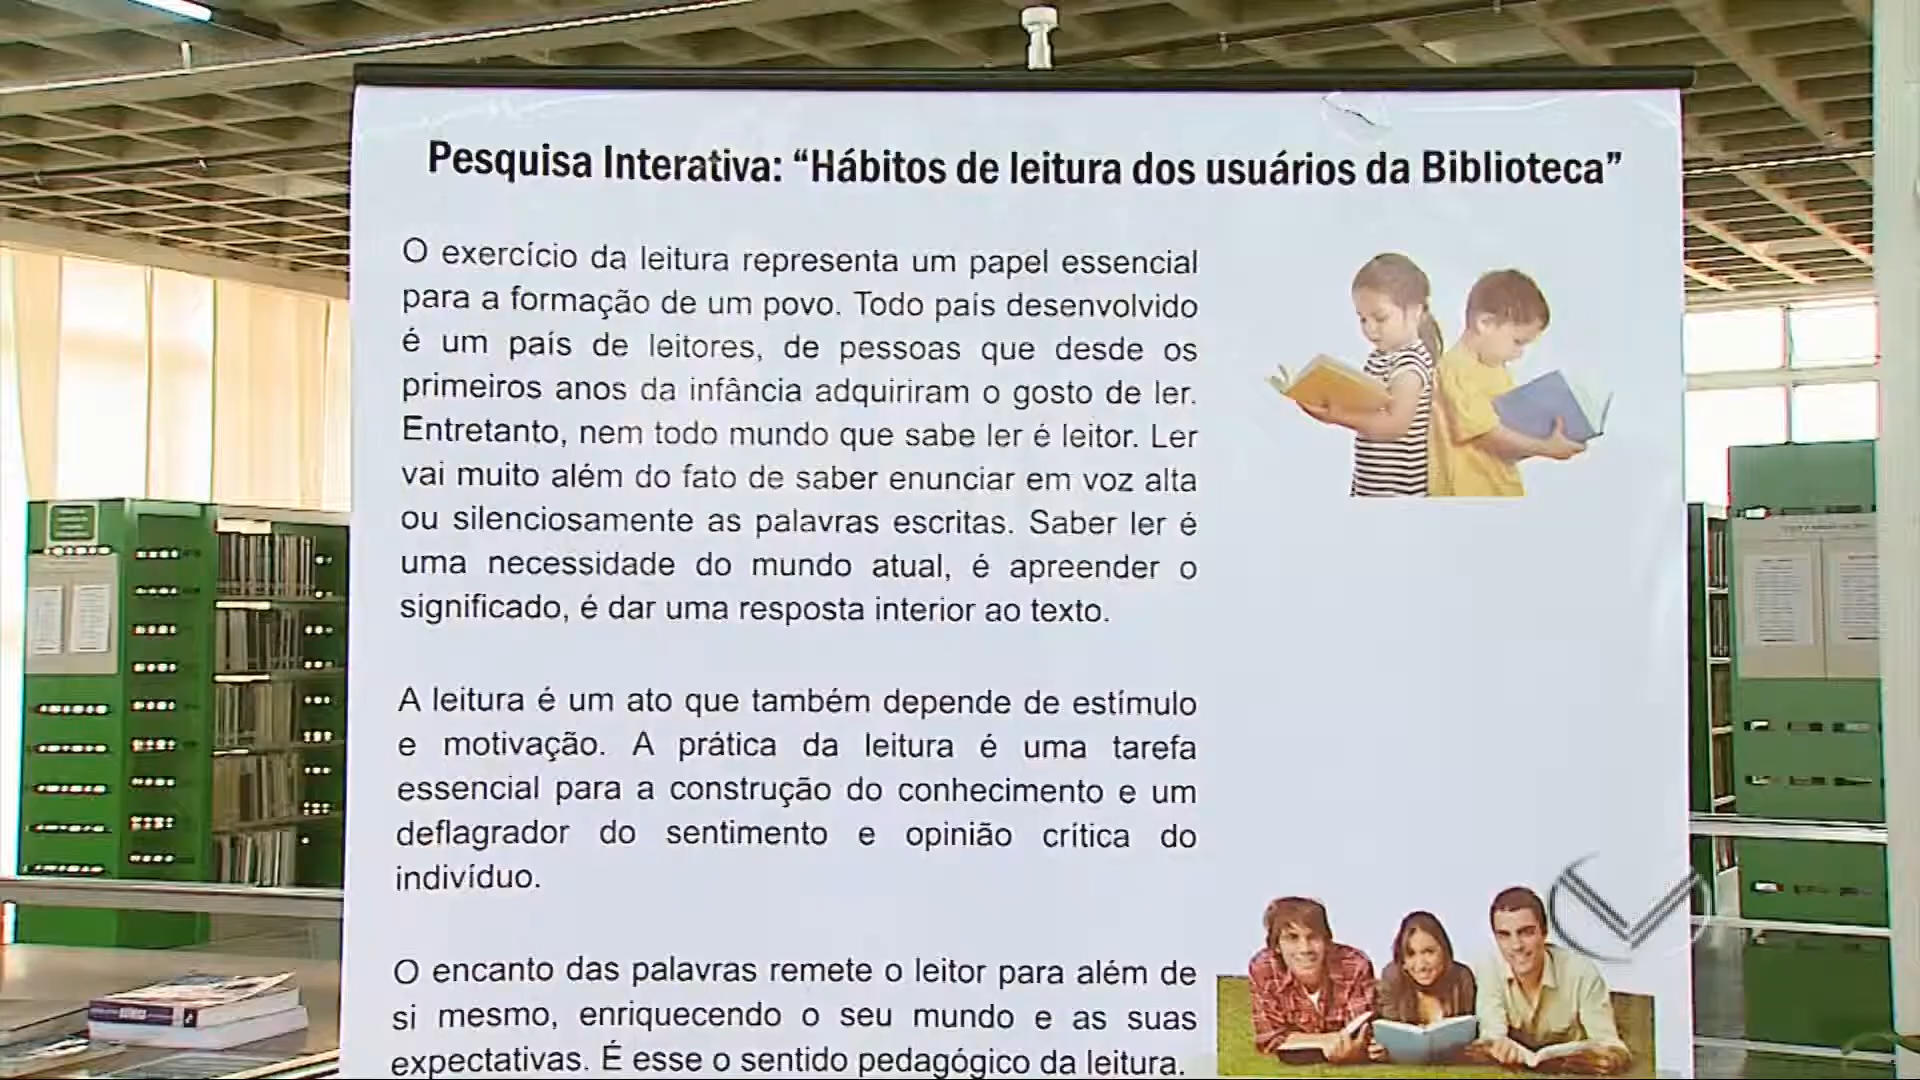 Pesquisa Interativa: “Hábitos de leitura dos usuários da Biblioteca”
O exercício da leitura representa um papel essencial
para a formação de um povo. Todo país desenvolvido
é um país de leitores, de pessoas que desde os
primeiros anos da infância adquiriram o gosto de ler.
Entretanto, nem todo mundo que sabe ler é leitor. Ler
vai muito além do fato de saber enunciar em voz alta
ou silenciosamente as palavras escritas. Saber ler é
uma necessidade do mundo atual, é apreender o
significado, é dar uma resposta interior ao texto.
A leitura é um ato que também depende de estímulo
e motivação. A prática da leitura é uma tarefa
essencial para a construção do conhecimento e um
deflagrador do sentimento e opinião crítica do
indivíduo.
O encanto das palavras remete o leitor para além de
si mesmo, enriquecendo o seu mundo e as suas
expectativas. É esse o sentido pedagógico da leitura.